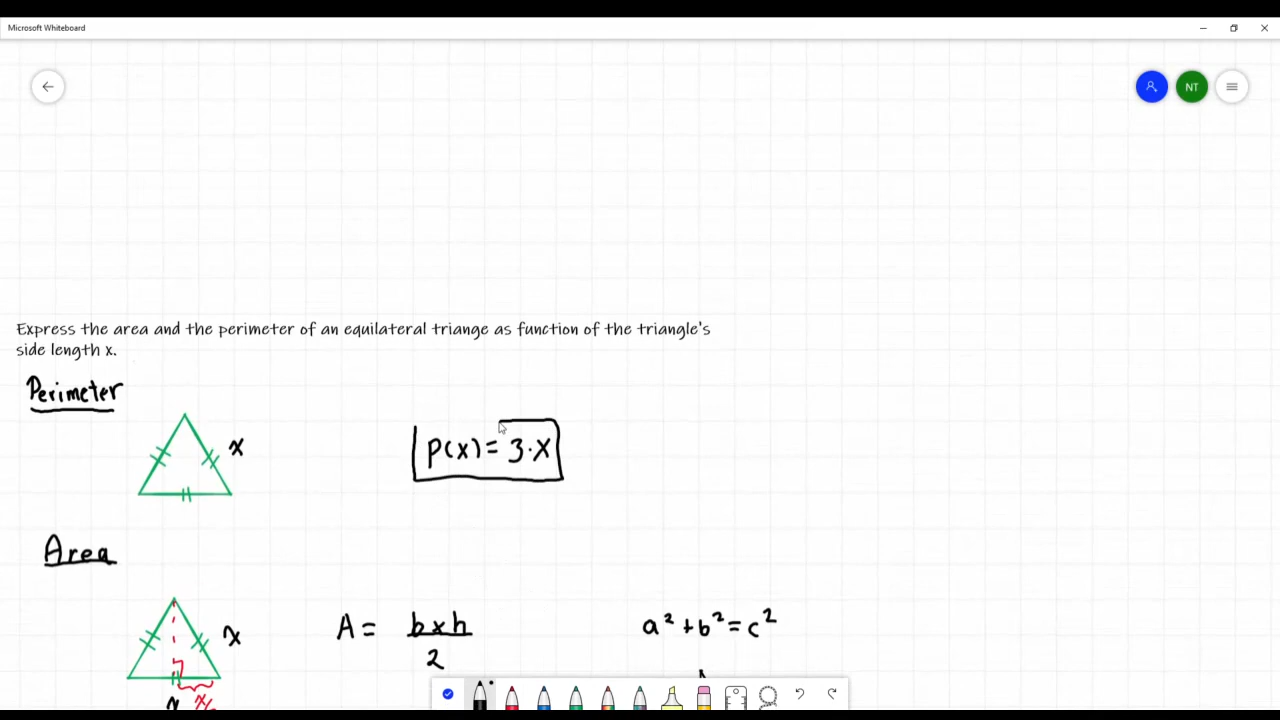 Microsoft Whiteboard
NT
Express the area and the perimeter of an equilateral triange as function of the triangle's
side length x.
Perimeter
x
P(x) = 3·x
Area
x
A = b x h
2
a² + b² = c²